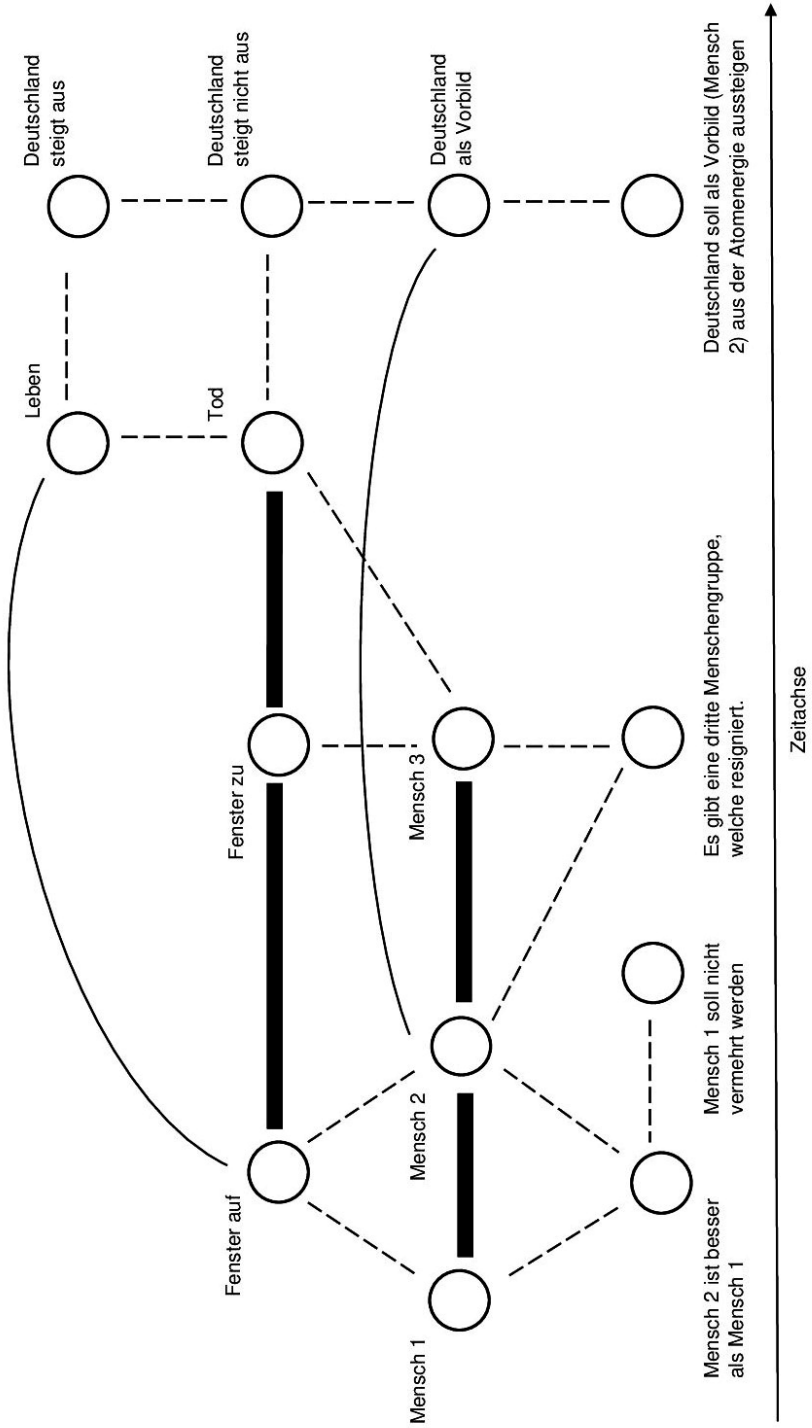 Leben
Deutschland
steigt aus
Fenster auf
Fenster zu
Tod
Deutschland
steigt nicht aus
Mensch 1
Mensch 2
Mensch 3
Deutschland
als Vorbild
Mensch 2 ist besser
als Mensch 1
Mensch 1 soll nicht
vermehrt werden
Es gibt eine dritte Menschengruppe,
welche resigniert.
Deutschland soll als Vorbild (Mensch
2) aus der Atomenergie aussteigen
Zeitachse